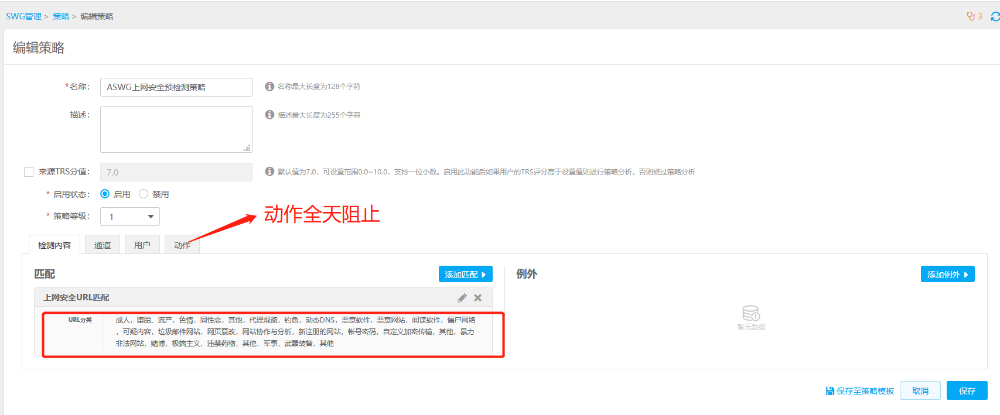 SWG管理 > 策略 > 编辑策略
3
编辑策略
*名称：
ASWG上网安全预检测策略
名称最大长度为128个字符
描述：
描述最大长度为255个字符
来源TRS分值：
7.0
默认值为7.0，可设置范围0.0~10.0，支持一位小数。启用此功能后如果用户的TRS评分高于设置值则进行策略分析，否则绕过策略分析
* 启用状态：
启用
禁用
* 策略等级：
1
动作全天阻止
检测内容
通道
用户
动作
匹配
添加匹配
上网安全URL匹配
URL分类
成人，堕胎、流产，色情，同性恋，其他，代理规避，钓鱼，动态DNS，恶意软件，恶意网站，间谍软件，僵尸网络
，可疑内容，垃圾邮件网站，网页篡改，网站协作与分析，新注册的网站，帐号密码，自定义加密传输，其他，暴力
非法网站，赌博，极端主义，违禁药物，其他，军事，武器装备，其他
例外
添加例外
暂无数据
保存至策略模板
取消
保存